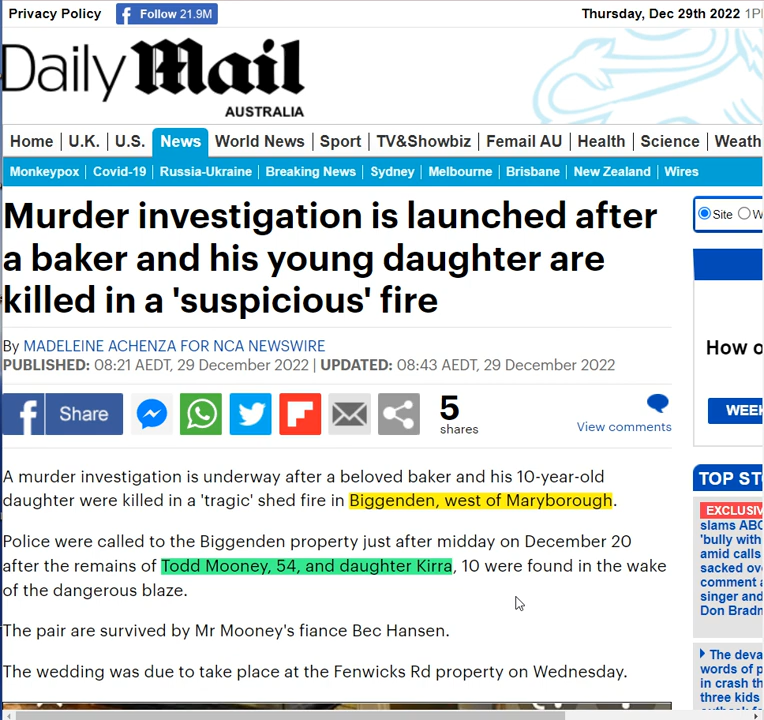 Privacy Policy
Follow 21.9M
Thursday, Dec 29th 2022
Daily Mail
AUSTRALIA
Home U.K. U.S. News World News Sport TV&Showbiz Femail AU Health Science
Monkeypox Covid-19 Russia-Ukraine Breaking News Sydney Melbourne Brisbane New Zealand Wires
Murder investigation is launched after
a baker and his young daughter are
killed in a 'suspicious' fire
Site
By MADELEINE ACHENZA FOR NCA NEWSWIRE
PUBLISHED: 08:21 AEDT, 29 December 2022 | UPDATED: 08:43 AEDT, 29 December 2022
How
Share
5
shares
View comments
WEEK
A murder investigation is underway after a beloved baker and his 10-year-old
daughter were killed in a 'tragic' shed fire in Biggenden, west of Maryborough.
Police were called to the Biggenden property just after midday on December 20
after the remains of Todd Mooney, 54, and daughter Kirra, 10 were found in the wake
of the dangerous blaze.
The pair are survived by Mr Mooney's fiance Bec Hansen.
The wedding was due to take place at the Fenwicks Rd property on Wednesday.
TOP ST
EXCLUSIV
slams ABC
'bully with
amid calls
sacked ov
comment
singer and
Don Bradm
The deva
words of p
in crash th
three kids